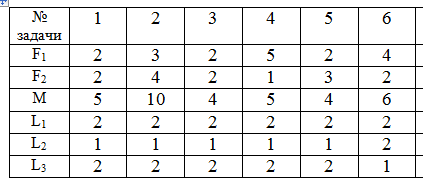 № задачи 1 2 3 4 5 6
F₁ 2 3 2 5 2 4
F₂ 2 4 2 1 3 2
M 5 10 4 5 4 6
L₁ 2 2 2 2 2 2
L₂ 1 1 1 1 1 2
L₃ 2 2 2 2 2 1